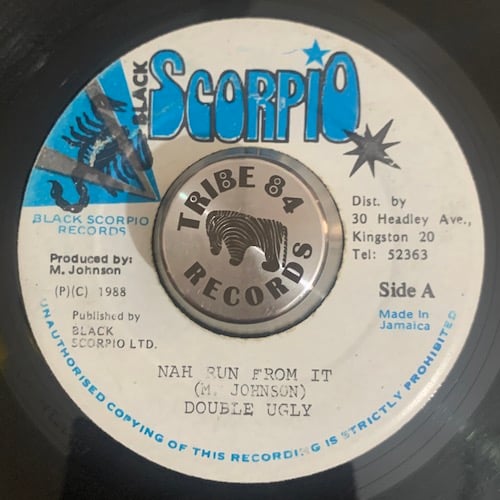 BLACK
SCORPIO
BLACK SCORPIO
RECORDS
Produced by:
M. Johnson
(P)(C) 1988
Published by
BLACK
SCORPIO LTD.
TRIBE 84
RECORDS
Dist. by
30 Headley Ave.,
Kingston 20
Tel: 52363
Side A
Made In
Jamaica
NAH RUN FROM IT
(M. JOHNSON)
DOUBLE UGLY
UNAUTHORISED COPYING OF THIS RECORDING IS STRICTLY PROHIBITED